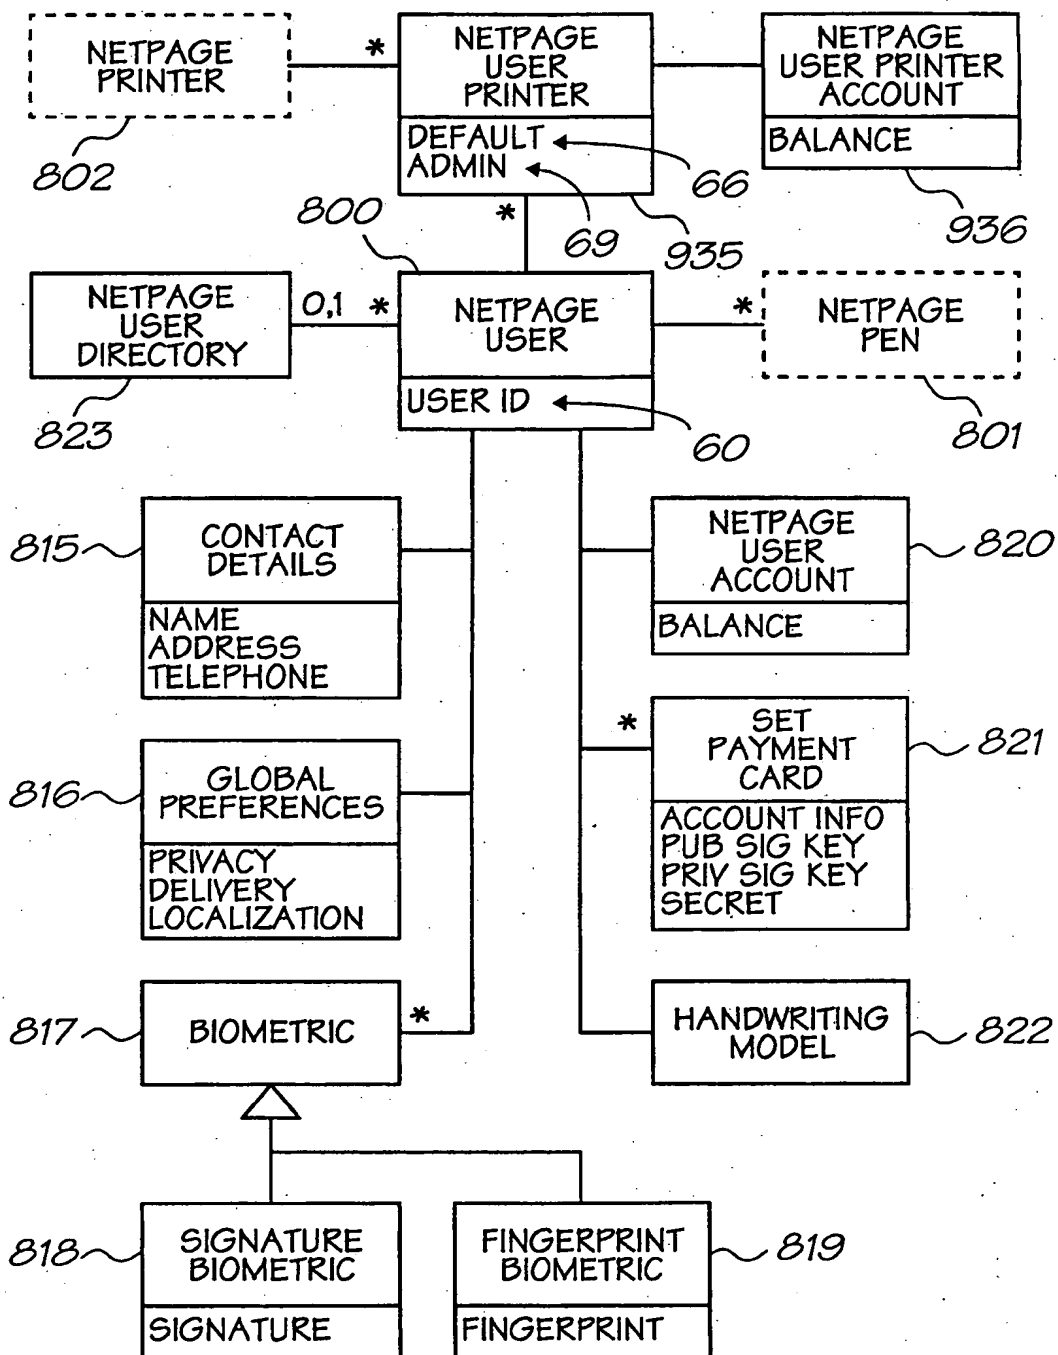 NETPAGE
PRINTER
802
*
NETPAGE
USER
PRINTER
DEFAULT
ADMIN
66
69
935
NETPAGE
USER PRINTER
ACCOUNT
BALANCE
936
*
800
NETPAGE
USER
DIRECTORY
823
0,1 *
NETPAGE
USER
USER ID
60
*
NETPAGE
PEN
801
815
CONTACT
DETAILS
NAME
ADDRESS
TELEPHONE
NETPAGE
USER
ACCOUNT
BALANCE
820
816
GLOBAL
PREFERENCES
PRIVACY
DELIVERY
LOCALIZATION
*
SET
PAYMENT
CARD
ACCOUNT INFO
PUB SIG KEY
PRIV SIG KEY
SECRET
821
817
BIOMETRIC
*
HANDWRITING
MODEL
822
818
SIGNATURE
BIOMETRIC
SIGNATURE
FINGERPRINT
BIOMETRIC
FINGERPRINT
819